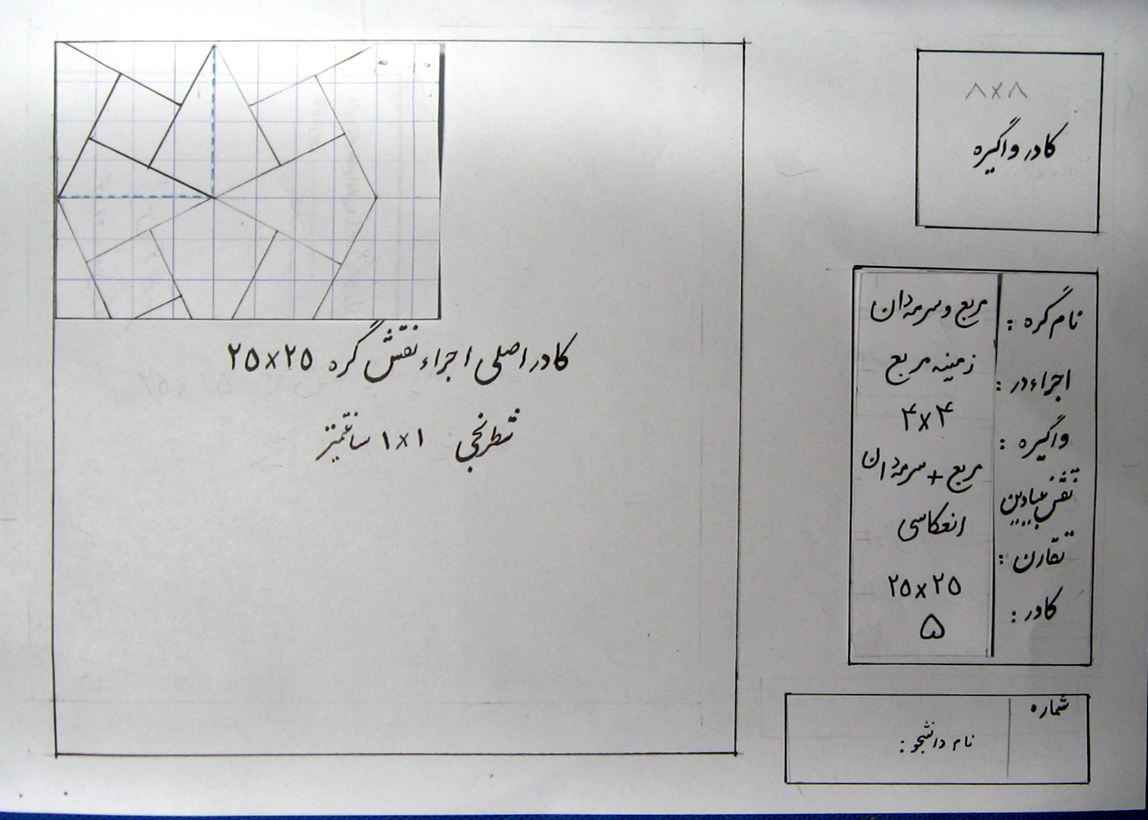 ۸×۸
کادر واگیره
نام گره : مربع و سرمه‌دان
اجراء در : زمینه مربع
واگیره : ۴×۴
نقش بنیادین مربع + سرمه‌دان
تقارن : انعکاسی
کادر : ۲۵×۲۵
۵
کادر اصلی اجراء نقش گره ۲۵×۲۵
شطرنجی ۱×۱ سانتیمتر
شماره
نام دانشجو :